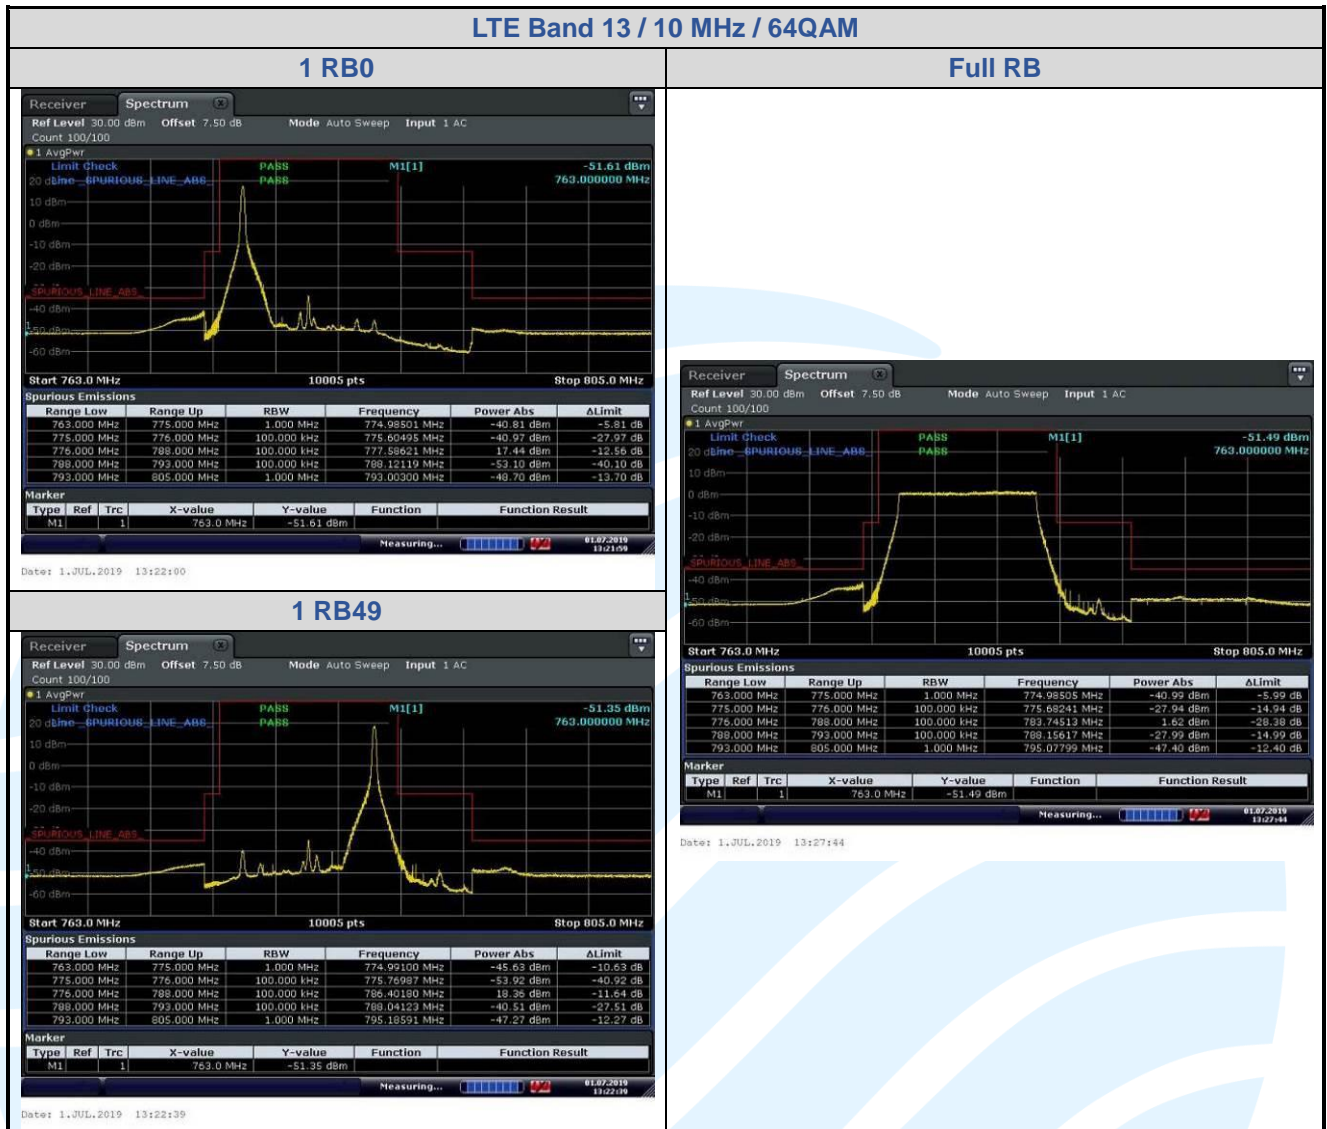 LTE Band 13 / 10 MHz / 64QAM
1 RB0
Receiver Spectrum
Ref Level 30.00 dBm Offset 7.50 dB Mode Auto Sweep Input 1 AC
Count 100/100
1 AvgPwr
Limit Check PASS M1[1] -51.61 dBm
Line _SPURIOUS_LINE_ABS_ PASS 763.000000 MHz
10 dBm
0 dBm
-10 dBm
-20 dBm
_SPURIOUS_LINE_ABS_
-40 dBm
-50 dBm
-60 dBm
Start 763.0 MHz 10005 pts Stop 805.0 MHz
Spurious Emissions
Range Low Range Up RBW Frequency Power Abs ΔLimit
763.000 MHz 775.000 MHz 1.000 MHz 774.98501 MHz -40.81 dBm -5.81 dB
775.000 MHz 776.000 MHz 100.000 kHz 775.60495 MHz -40.97 dBm -27.97 dB
776.000 MHz 788.000 MHz 100.000 kHz 777.58621 MHz 17.44 dBm -12.56 dB
788.000 MHz 793.000 MHz 100.000 kHz 788.12119 MHz -53.10 dBm -40.10 dB
793.000 MHz 805.000 MHz 1.000 MHz 793.00300 MHz -48.70 dBm -13.70 dB
Marker
Type Ref Trc X-value Y-value Function Function Result
M1 1 763.0 MHz -51.61 dBm
Measuring... 01.07.2019
13:21:59
Date: 1.JUL.2019 13:22:00
1 RB49
Receiver Spectrum
Ref Level 30.00 dBm Offset 7.50 dB Mode Auto Sweep Input 1 AC
Count 100/100
1 AvgPwr
Limit Check PASS M1[1] -51.35 dBm
Line _SPURIOUS_LINE_ABS_ PASS 763.000000 MHz
10 dBm
0 dBm
-10 dBm
-20 dBm
_SPURIOUS_LINE_ABS_
-40 dBm
-50 dBm
-60 dBm
Start 763.0 MHz 10005 pts Stop 805.0 MHz
Spurious Emissions
Range Low Range Up RBW Frequency Power Abs ΔLimit
763.000 MHz 775.000 MHz 1.000 MHz 774.99100 MHz -45.63 dBm -10.63 dB
775.000 MHz 776.000 MHz 100.000 kHz 775.76987 MHz -53.92 dBm -40.92 dB
776.000 MHz 788.000 MHz 100.000 kHz 786.40180 MHz 18.36 dBm -11.64 dB
788.000 MHz 793.000 MHz 100.000 kHz 788.04123 MHz -40.51 dBm -27.51 dB
793.000 MHz 805.000 MHz 1.000 MHz 795.18591 MHz -47.27 dBm -12.27 dB
Marker
Type Ref Trc X-value Y-value Function Function Result
M1 1 763.0 MHz -51.35 dBm
Measuring... 01.07.2019
13:22:39
Date: 1.JUL.2019 13:22:39
Full RB
Receiver Spectrum
Ref Level 30.00 dBm Offset 7.50 dB Mode Auto Sweep Input 1 AC
Count 100/100
1 AvgPwr
Limit Check PASS M1[1] -51.49 dBm
Line _SPURIOUS_LINE_ABS_ PASS 763.000000 MHz
10 dBm
0 dBm
-10 dBm
-20 dBm
_SPURIOUS_LINE_ABS_
-40 dBm
-50 dBm
-60 dBm
Start 763.0 MHz 10005 pts Stop 805.0 MHz
Spurious Emissions
Range Low Range Up RBW Frequency Power Abs ΔLimit
763.000 MHz 775.000 MHz 1.000 MHz 774.98505 MHz -40.99 dBm -5.99 dB
775.000 MHz 776.000 MHz 100.000 kHz 775.68241 MHz -27.94 dBm -14.94 dB
776.000 MHz 788.000 MHz 100.000 kHz 783.74513 MHz 1.62 dBm -28.38 dB
788.000 MHz 793.000 MHz 100.000 kHz 788.15617 MHz -27.99 dBm -14.99 dB
793.000 MHz 805.000 MHz 1.000 MHz 795.07799 MHz -47.40 dBm -12.40 dB
Marker
Type Ref Trc X-value Y-value Function Function Result
M1 1 763.0 MHz -51.49 dBm
Measuring... 01.07.2019
13:27:44
Date: 1.JUL.2019 13:27:44